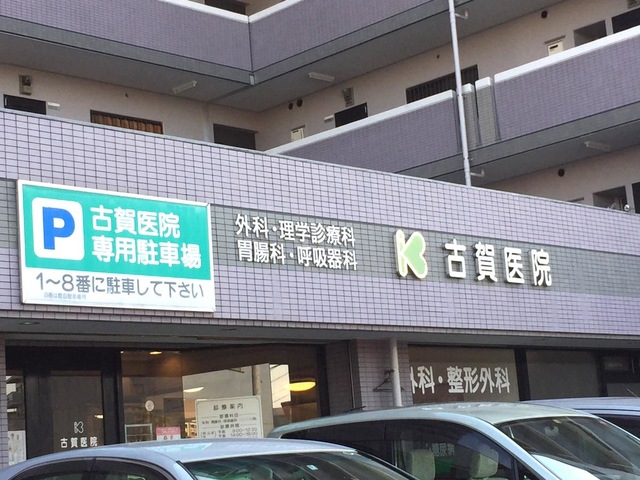 P
古賀医院
専用駐車場
1～8番に駐車して下さい
外科・理学診療科
胃腸科・呼吸器科
K
古賀医院
外科・整形外科
K
古賀医院
診療案内